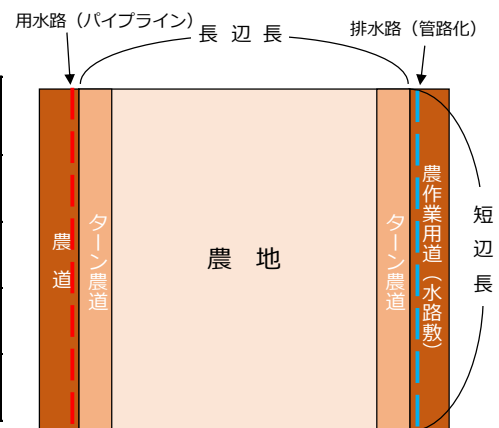 用水路（パイプライン）
長辺長
排水路（管路化）
農道
ターン農道
農地
ターン農道
農作業用道（水路敷）
短辺長